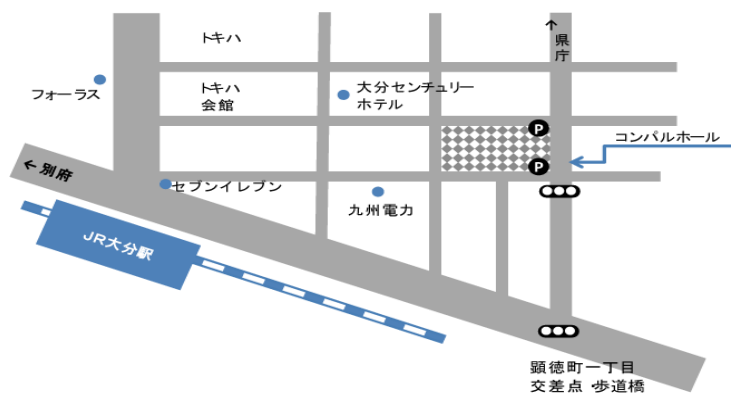 トキハ
↑県庁
フォーラス
トキハ
会館
大分センチュリー
ホテル
P
コンパルホール
P
←別府
セブンイレブン
九州電力
JR大分駅
顕徳町一丁目
交差点・歩道橋